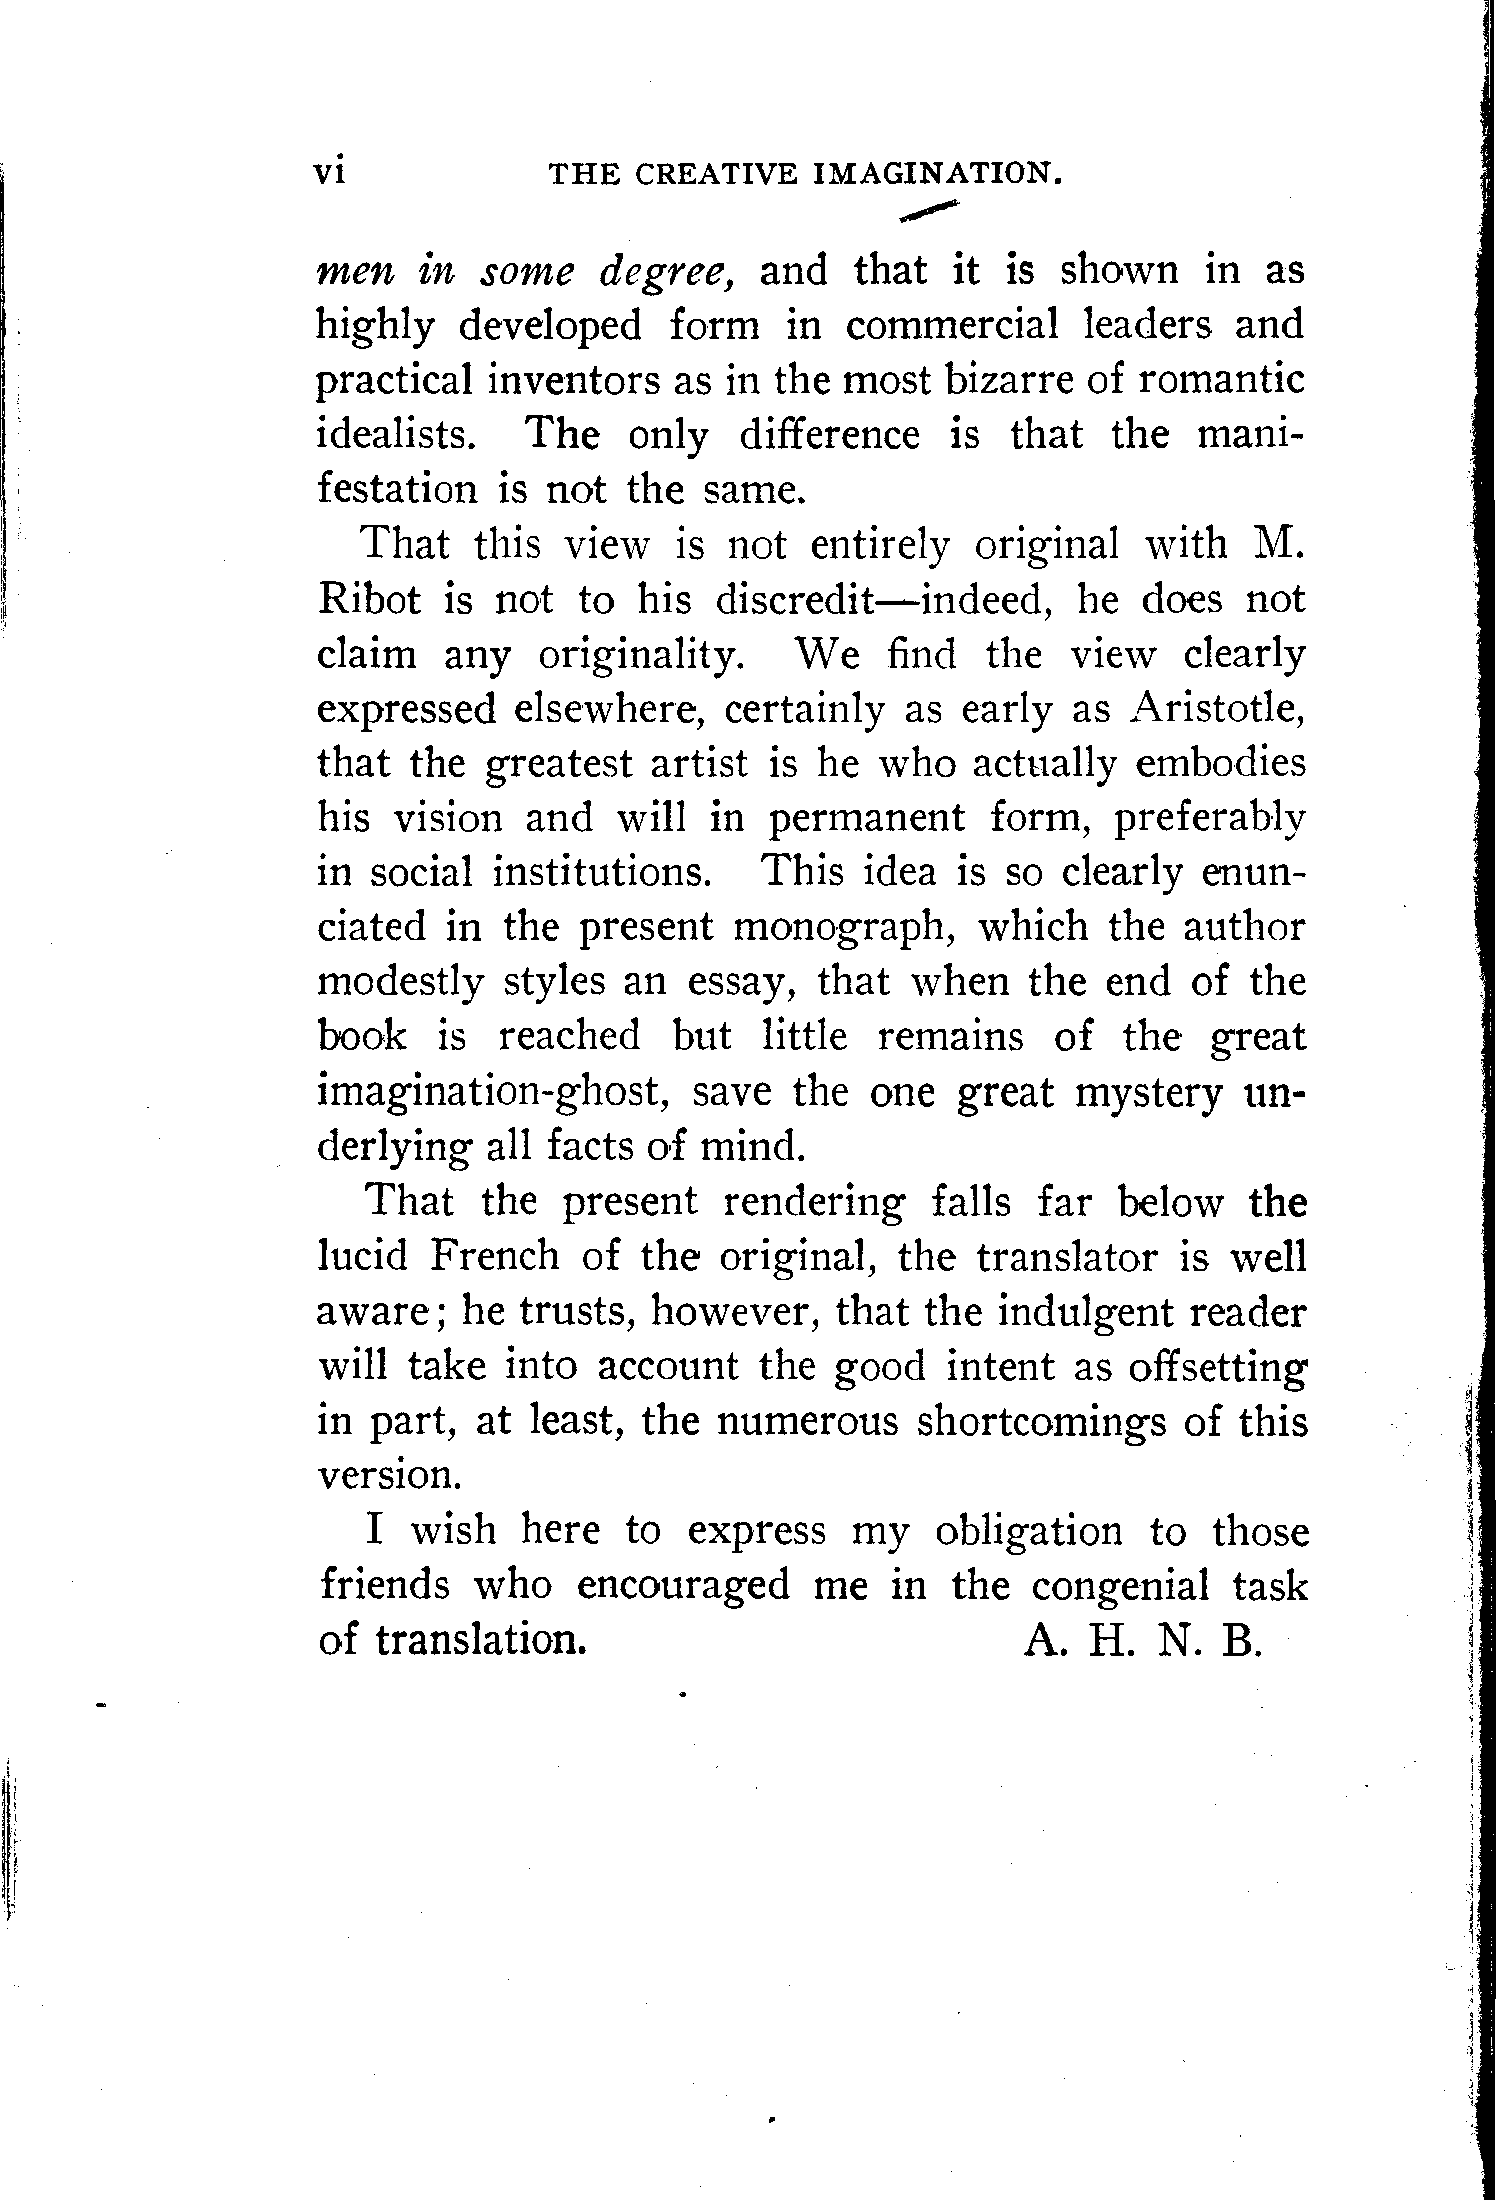 vi THE CREATIVE IMAGINATION.
men in some degree, and that it is shown in as
highly developed form in commercial leaders and
practical inventors as in the most bizarre of romantic
idealists. The only difference is that the mani-
festation is not the same.
That this view is not entirely original with M.
Ribot is not to his discredit—indeed, he does not
claim any originality. We find the view clearly
expressed elsewhere, certainly as early as Aristotle,
that the greatest artist is he who actually embodies
his vision and will in permanent form, preferably
in social institutions. This idea is so clearly enun-
ciated in the present monograph, which the author
modestly styles an essay, that when the end of the
book is reached but little remains of the great
imagination-ghost, save the one great mystery un-
derlying all facts of mind.
That the present rendering falls far below the
lucid French of the original, the translator is well
aware; he trusts, however, that the indulgent reader
will take into account the good intent as offsetting
in part, at least, the numerous shortcomings of this
version.
I wish here to express my obligation to those
friends who encouraged me in the congenial task
of translation. A. H. N. B.